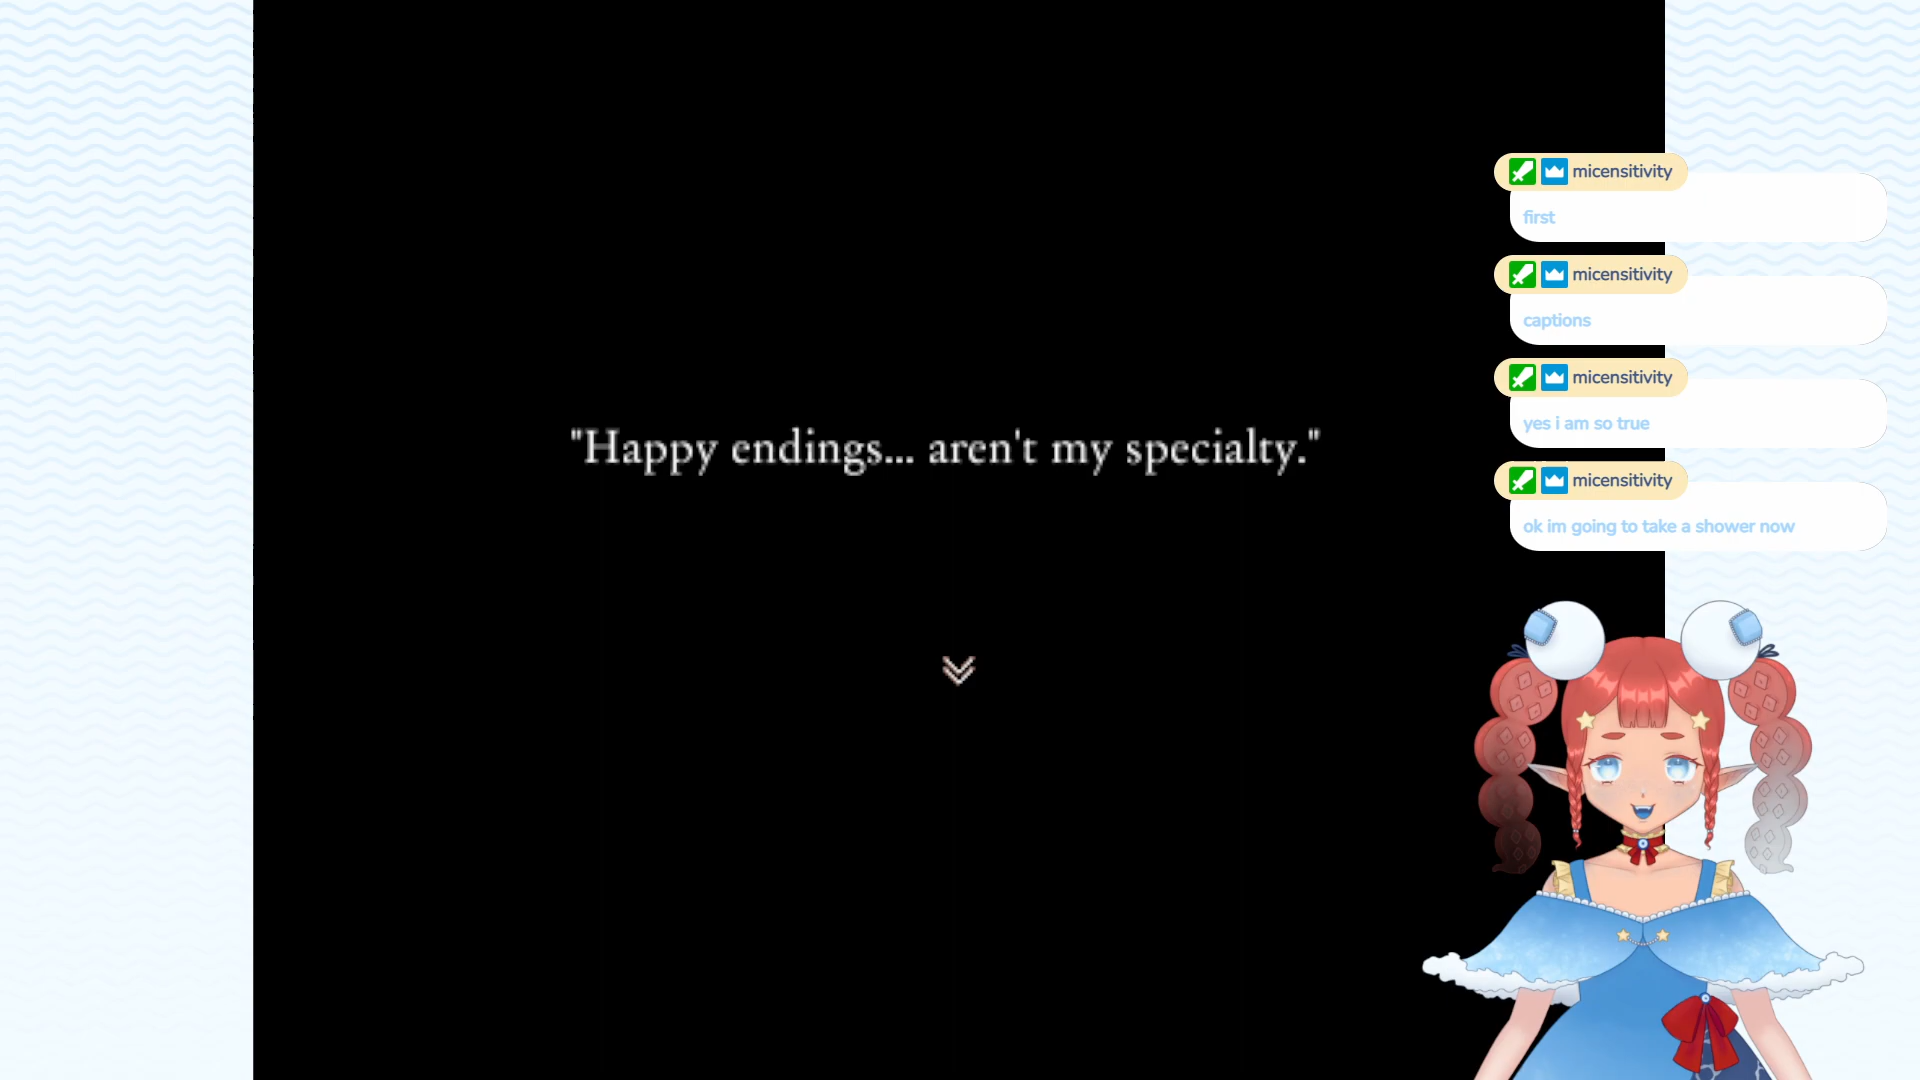 "Happy endings... aren't my specialty."
micensitivity
first
micensitivity
captions
micensitivity
yes i am so true
micensitivity
ok im going to take a shower now